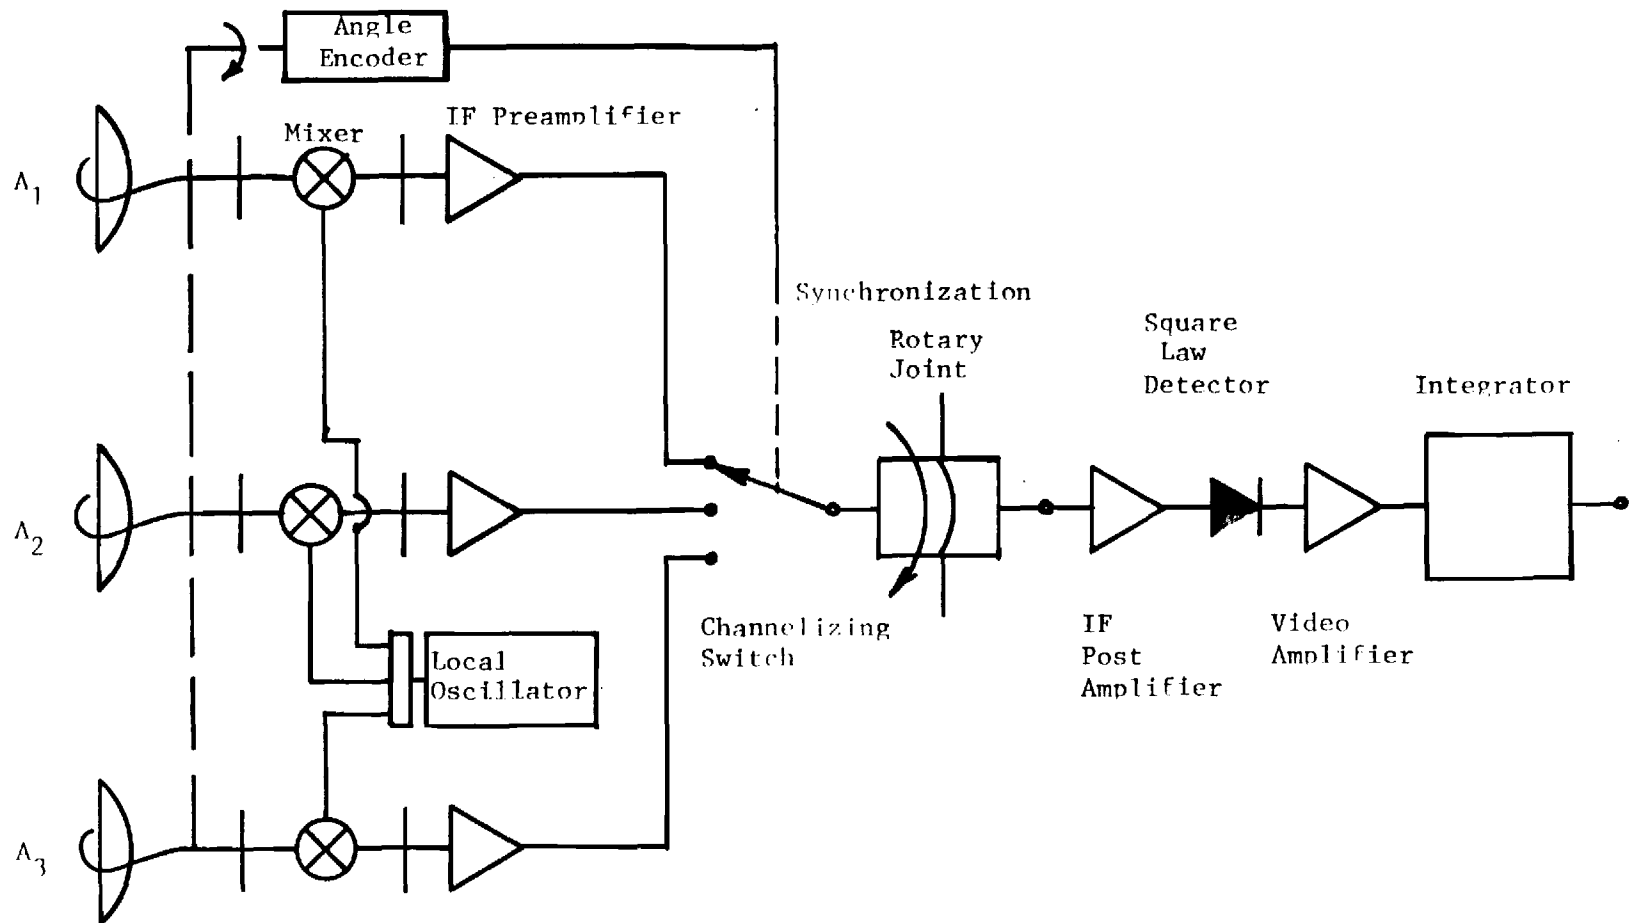 Angle
Encoder
IF Preamplifier
Mixer
A1
Synchronization
Rotary
Joint
Square
Law
Detector
Integrator
A2
Channelizing
Switch
IF
Post
Amplifier
Video
Amplifier
Local
Oscillator
A3